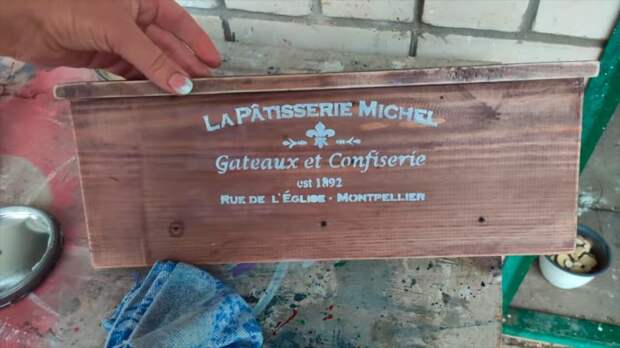 LA PÂTISSERIE MICHEL
Gateaux et Confiserie
est 1892
RUE DE L'ÉGLISE - MONTPELLIER